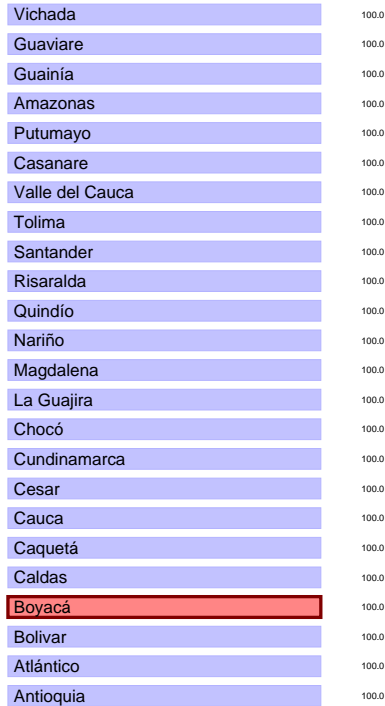 Vichada 100.0
Guaviare 100.0
Guainía 100.0
Amazonas 100.0
Putumayo 100.0
Casanare 100.0
Valle del Cauca 100.0
Tolima 100.0
Santander 100.0
Risaralda 100.0
Quindío 100.0
Nariño 100.0
Magdalena 100.0
La Guajira 100.0
Chocó 100.0
Cundinamarca 100.0
Cesar 100.0
Cauca 100.0
Caquetá 100.0
Caldas 100.0
Boyacá 100.0
Bolivar 100.0
Atlántico 100.0
Antioquia 100.0